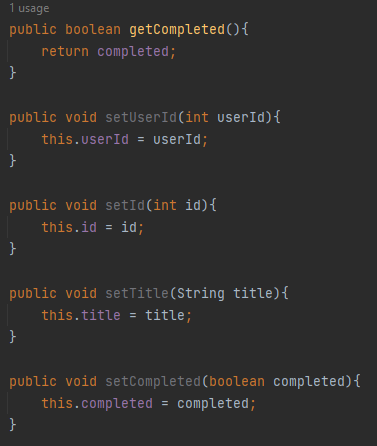 1 usage
public boolean getCompleted(){
    return completed;
}
public void setUserId(int userId){
    this.userId = userId;
}
public void setId(int id){
    this.id = id;
}
public void setTitle(String title){
    this.title = title;
}
public void setCompleted(boolean completed){
    this.completed = completed;
}